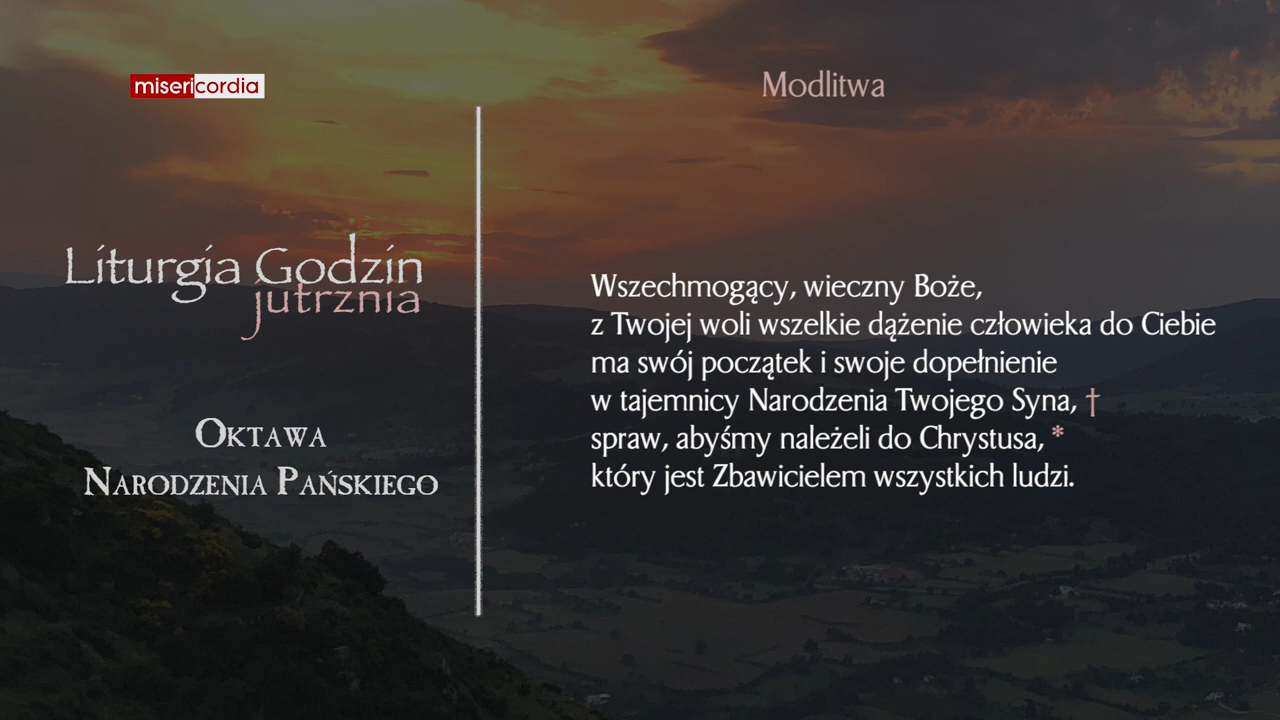 misericordia
Liturgia Godzin
jutrznia
Oktawa
Narodzenia Pańskiego
Modlitwa
Wszechmogący, wieczny Boże,
z Twojej woli wszelkie dążenie człowieka do Ciebie
ma swój początek i swoje dopełnienie
w tajemnicy Narodzenia Twojego Syna, †
spraw, abyśmy należeli do Chrystusa, *
który jest Zbawicielem wszystkich ludzi.